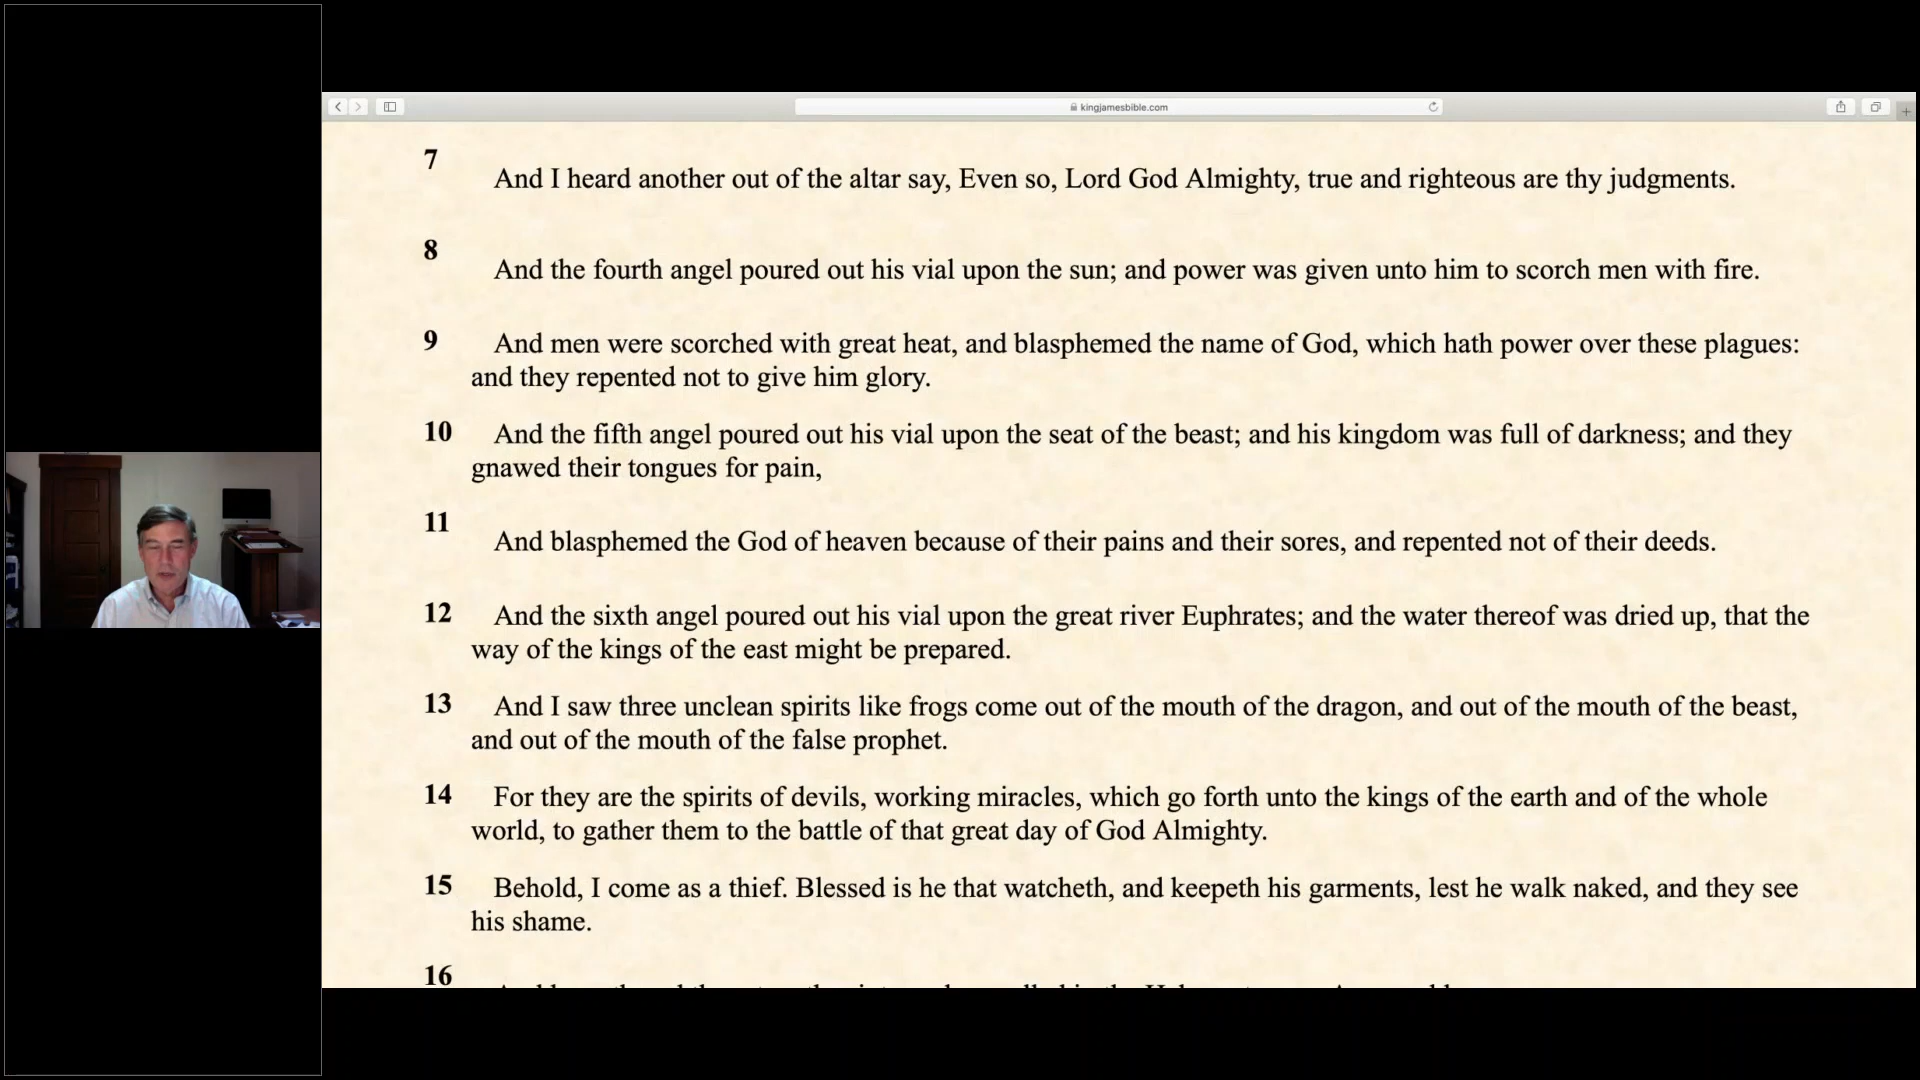 kingjamesbible.com
7
And I heard another out of the altar say, Even so, Lord God Almighty, true and righteous are thy judgments.
8
And the fourth angel poured out his vial upon the sun; and power was given unto him to scorch men with fire.
9 And men were scorched with great heat, and blasphemed the name of God, which hath power over these plagues:
and they repented not to give him glory.
10 And the fifth angel poured out his vial upon the seat of the beast; and his kingdom was full of darkness; and they
gnawed their tongues for pain,
11
And blasphemed the God of heaven because of their pains and their sores, and repented not of their deeds.
12 And the sixth angel poured out his vial upon the great river Euphrates; and the water thereof was dried up, that the
way of the kings of the east might be prepared.
13 And I saw three unclean spirits like frogs come out of the mouth of the dragon, and out of the mouth of the beast,
and out of the mouth of the false prophet.
14 For they are the spirits of devils, working miracles, which go forth unto the kings of the earth and of the whole
world, to gather them to the battle of that great day of God Almighty.
15 Behold, I come as a thief. Blessed is he that watcheth, and keepeth his garments, lest he walk naked, and they see
his shame.
16